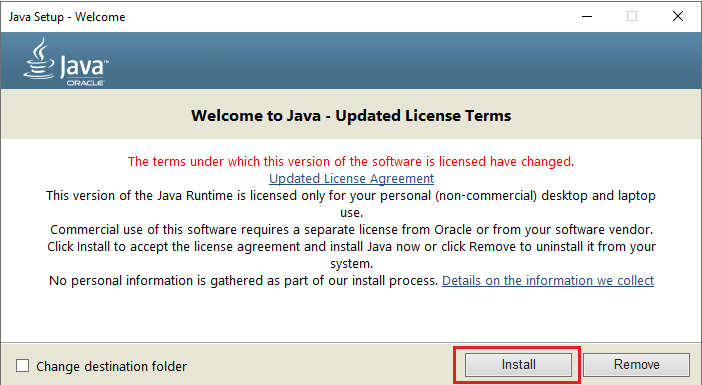 Java Setup - Welcome
Java™
ORACLE
Welcome to Java - Updated License Terms
The terms under which this version of the software is licensed have changed.
Updated License Agreement
This version of the Java Runtime is licensed only for your personal (non-commercial) desktop and laptop
use.
Commercial use of this software requires a separate license from Oracle or from your software vendor.
Click Install to accept the license agreement and install Java now or click Remove to uninstall it from your
system.
No personal information is gathered as part of our install process. Details on the information we collect
Change destination folder
Install
Remove